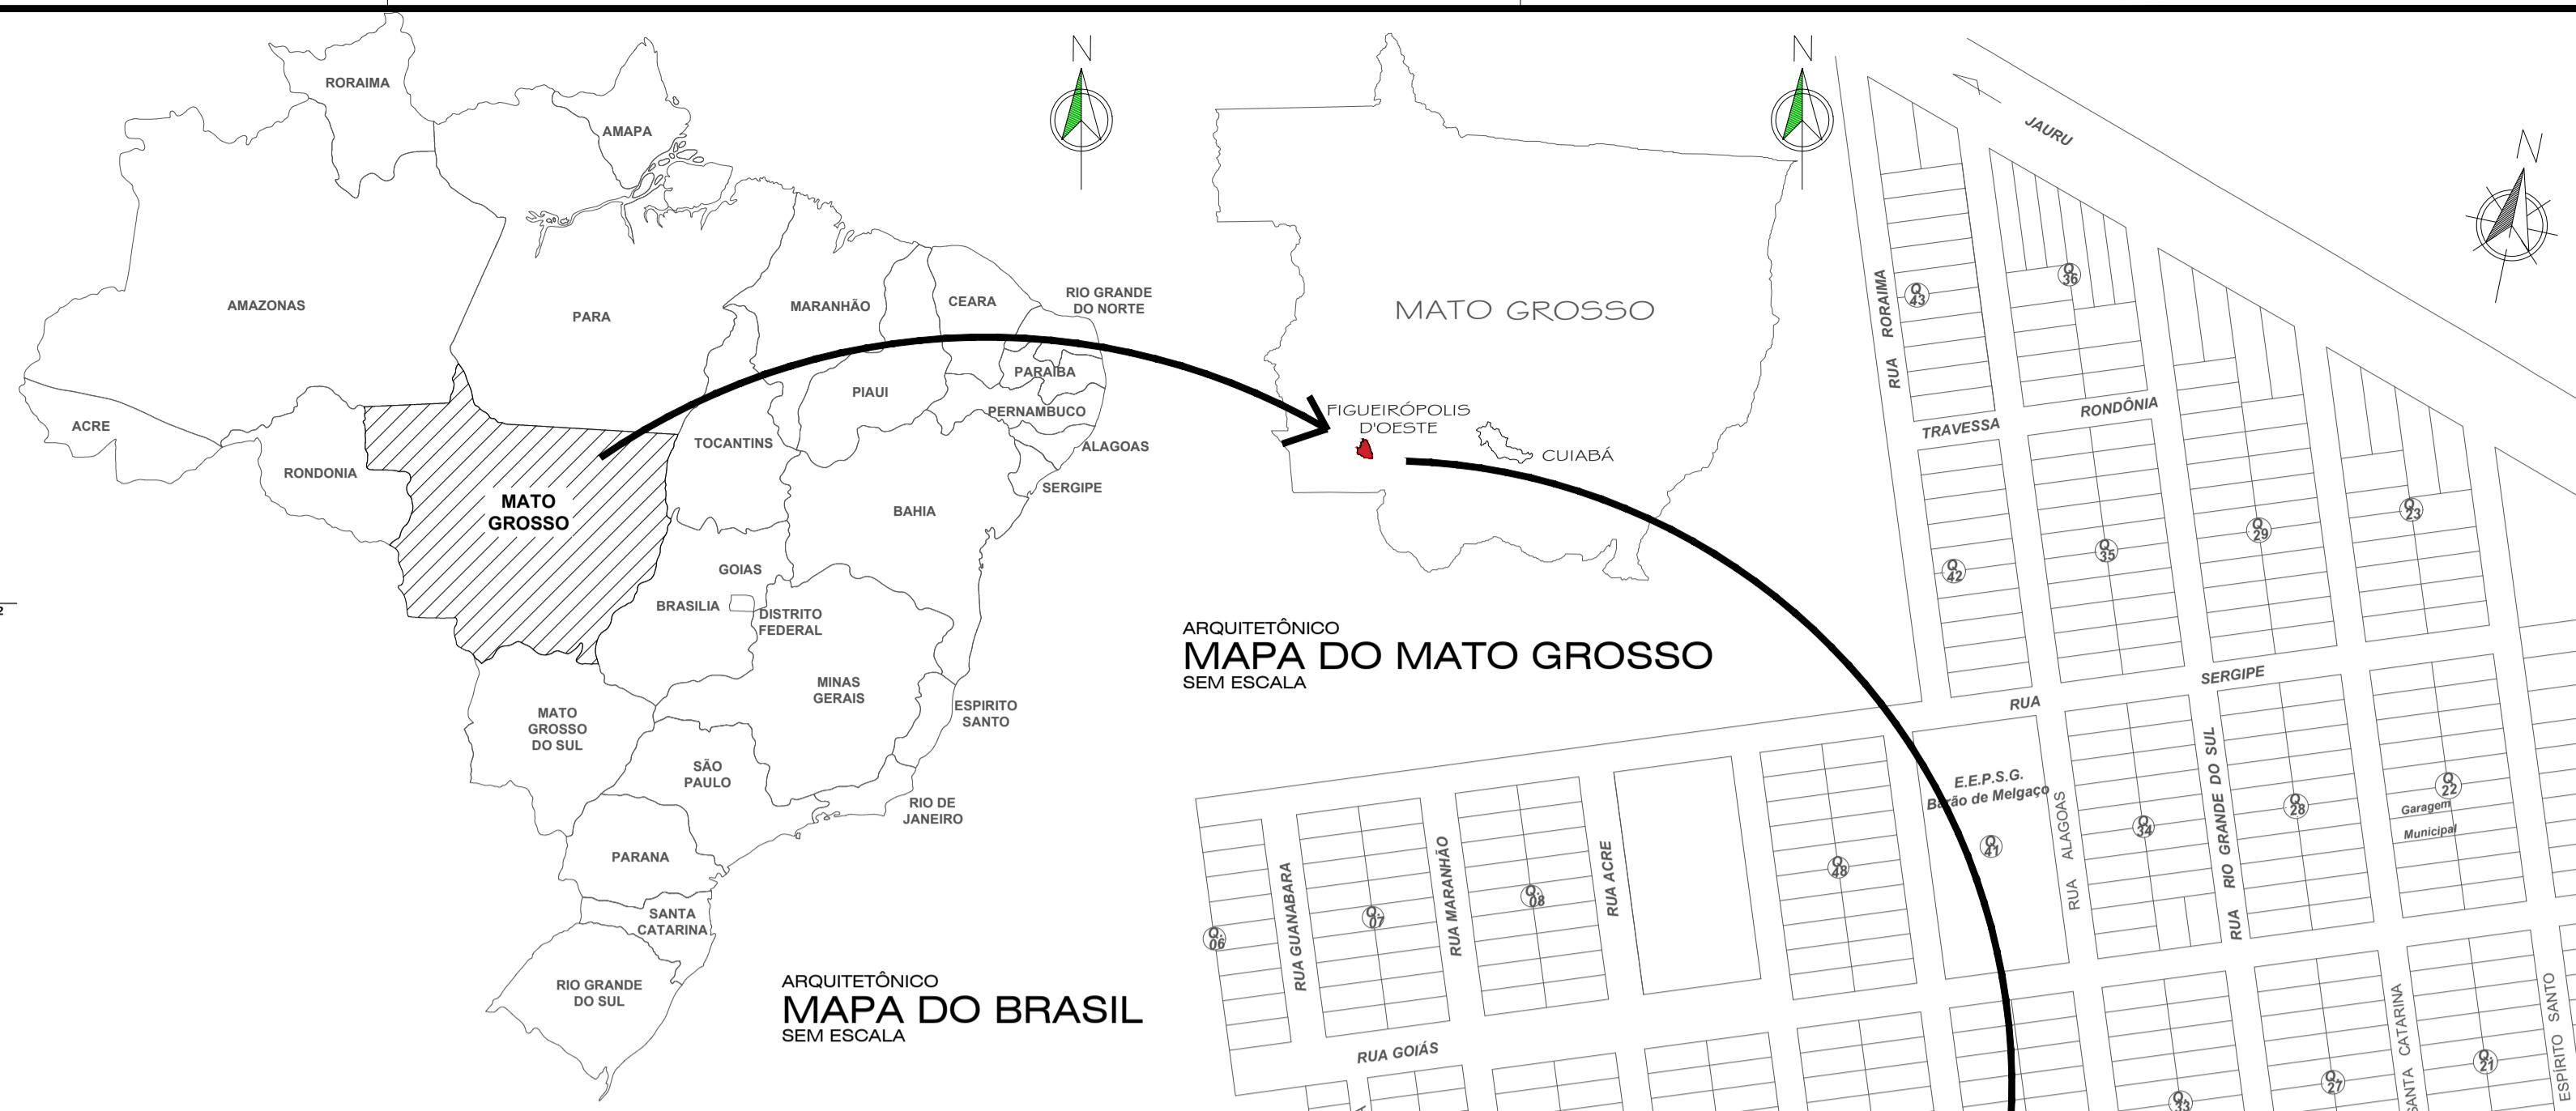 N
RORAIMA
AMAPA
AMAZONAS
PARA
MARANHÃO
CEARA
RIO GRANDE
DO NORTE
PARAIBA
PIAUI
PERNAMBUCO
ACRE
TOCANTINS
ALAGOAS
RONDONIA
SERGIPE
MATO
GROSSO
BAHIA
GOIAS
BRASILIA
DISTRITO
FEDERAL
MINAS
GERAIS
ESPIRITO
SANTO
MATO
GROSSO
DO SUL
SÃO
PAULO
RIO DE
JANEIRO
PARANA
SANTA
CATARINA
RIO GRANDE
DO SUL
ARQUITETÔNICO
MAPA DO BRASIL
SEM ESCALA
N
MATO GROSSO
FIGUEIRÓPOLIS
D'OESTE
CUIABÁ
ARQUITETÔNICO
MAPA DO MATO GROSSO
SEM ESCALA
N
JAURU
RUA RORAIMA
Q
43
Q
36
TRAVESSA RONDÔNIA
Q
42
Q
35
Q
29
Q
23
RUA SERGIPE
E.E.P.S.G.
Barão de Melgaço
Q
41
RUA ALAGOAS
Q
34
RUA RIO GRANDE DO SUL
Q
28
Q
22
Garagem
Municipal
Q
48
RUA ACRE
Q.
08
RUA MARANHÃO
Q.
07
RUA GUANABARA
Q.
06
RUA GOIÁS
Q.
33
Q.
27
SANTA CATARINA
Q.
21
ESPÍRITO SANTO
2